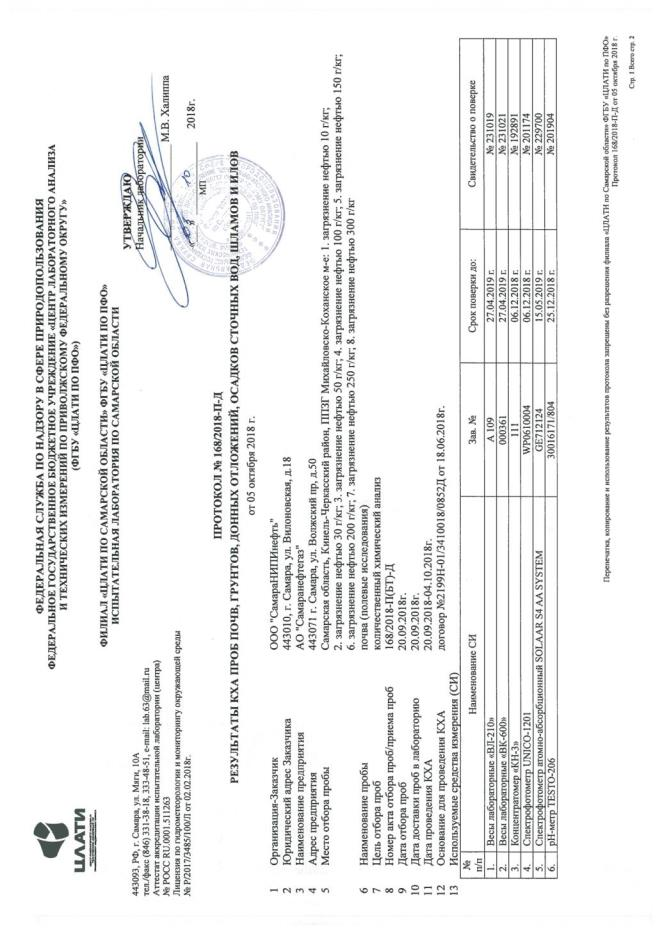 ФЕДЕРАЛЬНАЯ СЛУЖБА ПО НАДЗОРУ В СФЕРЕ ПРИРОДОПОЛЬЗОВАНИЯ
ФЕДЕРАЛЬНОЕ ГОСУДАРСТВЕННОЕ БЮДЖЕТНОЕ УЧРЕЖДЕНИЕ «ЦЕНТР ЛАБОРАТОРНОГО АНАЛИЗА
И ТЕХНИЧЕСКИХ ИЗМЕРЕНИЙ ПО ПРИВОЛЖСКОМУ ФЕДЕРАЛЬНОМУ ОКРУГУ»
(ФГБУ «ЦЛАТИ ПО ПФО»)
ЦЛАТИ
ФИЛИАЛ «ЦЛАТИ ПО САМАРСКОЙ ОБЛАСТИ» ФГБУ «ЦЛАТИ ПО ПФО»
ИСПЫТАТЕЛЬНАЯ ЛАБОРАТОРИЯ ПО САМАРСКОЙ ОБЛАСТИ
443093, РФ, г. Самара, ул. Мяги, 10А
тел./факс (846) 331-38-18, 333-48-51, e-mail: lab.63@mail.ru
Аттестат аккредитации испытательной лаборатории (центра)
№ РОСС RU.0001.511263
Лицензия по гидрометеорологии и мониторингу окружающей среды
№ Р/2017/3485/100/Л от 02.02.2018г.
УТВЕРЖДАЮ
Начальник лаборатории
М.В. Халиппа
« 05 » 10 2018г.
МП
ПРОТОКОЛ № 168/2018-П-Д
РЕЗУЛЬТАТЫ КХА ПРОБ ПОЧВ, ГРУНТОВ, ДОННЫХ ОТЛОЖЕНИЙ, ОСАДКОВ СТОЧНЫХ ВОД, ШЛАМОВ И ИЛОВ
от 05 октября 2018 г.
1 Организация-Заказчик ООО "СамараНИПИнефть"
2 Юридический адрес Заказчика 443010, г. Самара, ул. Вилоновская, д.18
3 Наименование предприятия АО "Самаранефтегаз"
4 Адрес предприятия 443071 г. Самара, ул. Волжский пр, д.50
5 Место отбора пробы Самарская область, Кинель-Черкасский район, ППЗГ Михайловско-Коханское м-е: 1. загрязнение нефтью 10 г/кг;
2. загрязнение нефтью 30 г/кг; 3. загрязнение нефтью 50 г/кг; 4. загрязнение нефтью 100 г/кг; 5. загрязнение нефтью 150 г/кг;
6. загрязнение нефтью 200 г/кг; 7. загрязнение нефтью 250 г/кг; 8. загрязнение нефтью 300 г/кг
6 Наименование пробы почва (полевые исследования)
7 Цель отбора проб количественный химический анализ
8 Номер акта отбора проб/приема проб 168/2018-П(БТ)-Д
9 Дата отбора проб 20.09.2018г.
10 Дата доставки проб в лабораторию 20.09.2018г.
11 Дата проведения КХА 20.09.2018-04.10.2018г.
12 Основание для проведения КХА договор №2199Н-01/3410018/0852Д от 18.06.2018г.
13 Используемые средства измерения (СИ)
№ п/п Наименование СИ Зав. № Срок поверки до: Свидетельство о поверке
1. Весы лабораторные «ВЛ-210» А 109 27.04.2019 г. № 231019
2. Весы лабораторные «ВК-600» 000361 27.04.2019 г. № 231021
3. Концентратомер «КН-3» 111 06.12.2018 г. № 192891
4. Спектрофотометр UNICO-1201 WP0610004 06.12.2018 г. № 201174
5. Спектрофотометр атомно-абсорбционный SOLAAR S4 AA SYSTEM GE712124 15.05.2019 г. № 229700
6. pH-метр TESTO-206 30016171/804 25.12.2018 г. № 201904
Перепечатка, копирование и использование результатов протокола запрещены без разрешения филиала «ЦЛАТИ по Самарской области» ФГБУ «ЦЛАТИ по ПФО»
Протокол 168/2018-П-Д от 05 октября 2018 г.
Стр. 1 Всего стр. 2